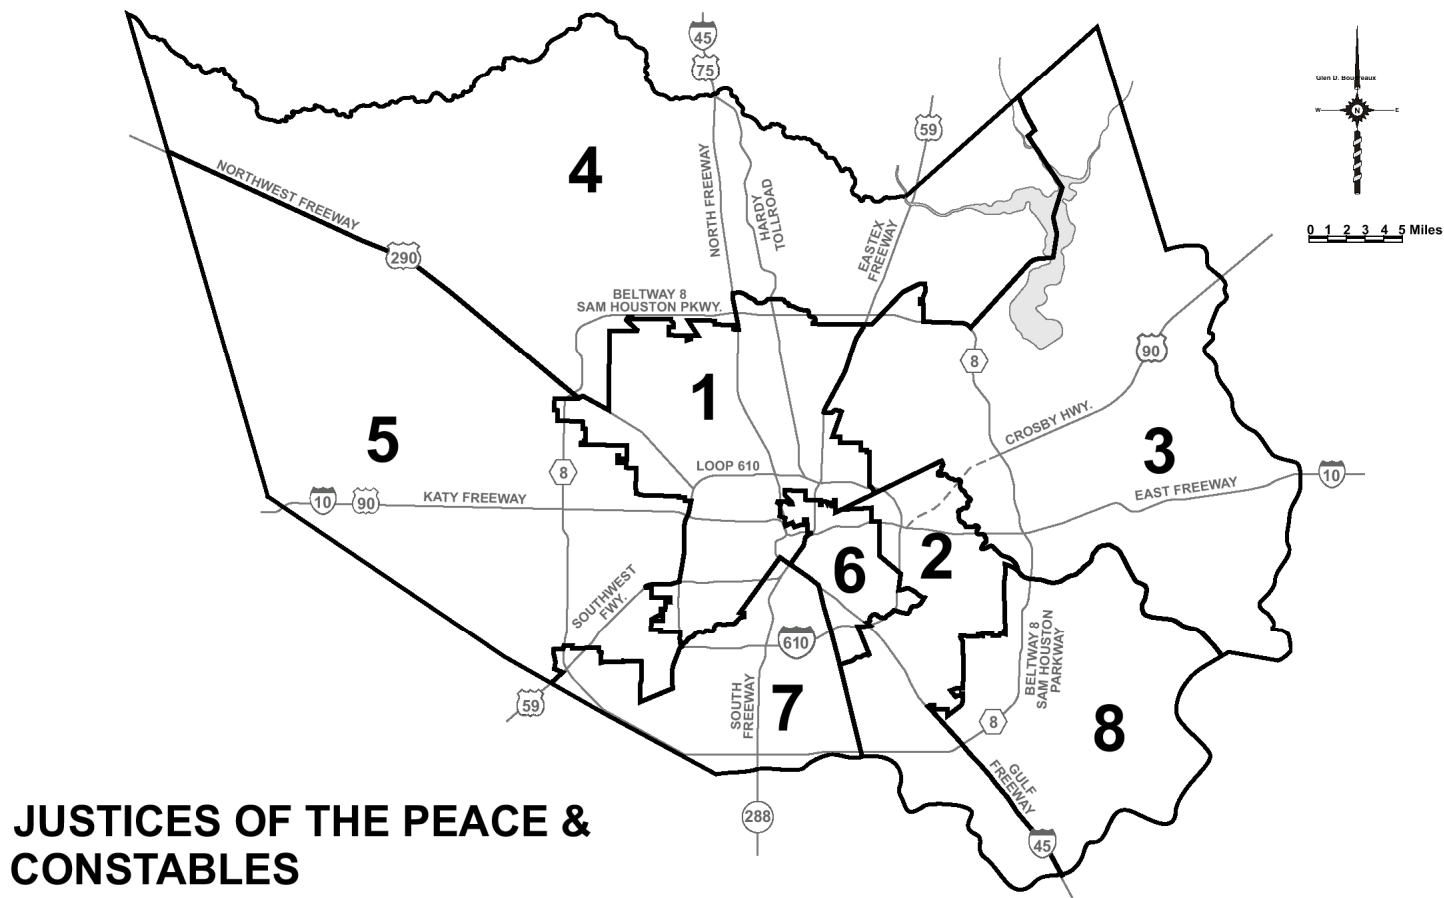 45
75
Glen D. Boudreaux
W
N
E
59
4
NORTHWEST FREEWAY
NORTH FREEWAY
HARDY
TOLLROAD
EASTEX
FREEWAY
0 1 2 3 4 5 Miles
290
BELTWAY 8
SAM HOUSTON PKWY.
8
90
1
5
CROSBY HWY.
3
8
LOOP 610
10
90
KATY FREEWAY
EAST FREEWAY
10
6
2
SOUTHWEST
FWY.
610
BELTWAY 8
SAM HOUSTON
PARKWAY
59
SOUTH
FREEWAY
7
8
8
GULF
FREEWAY
288
45
JUSTICES OF THE PEACE &
CONSTABLES